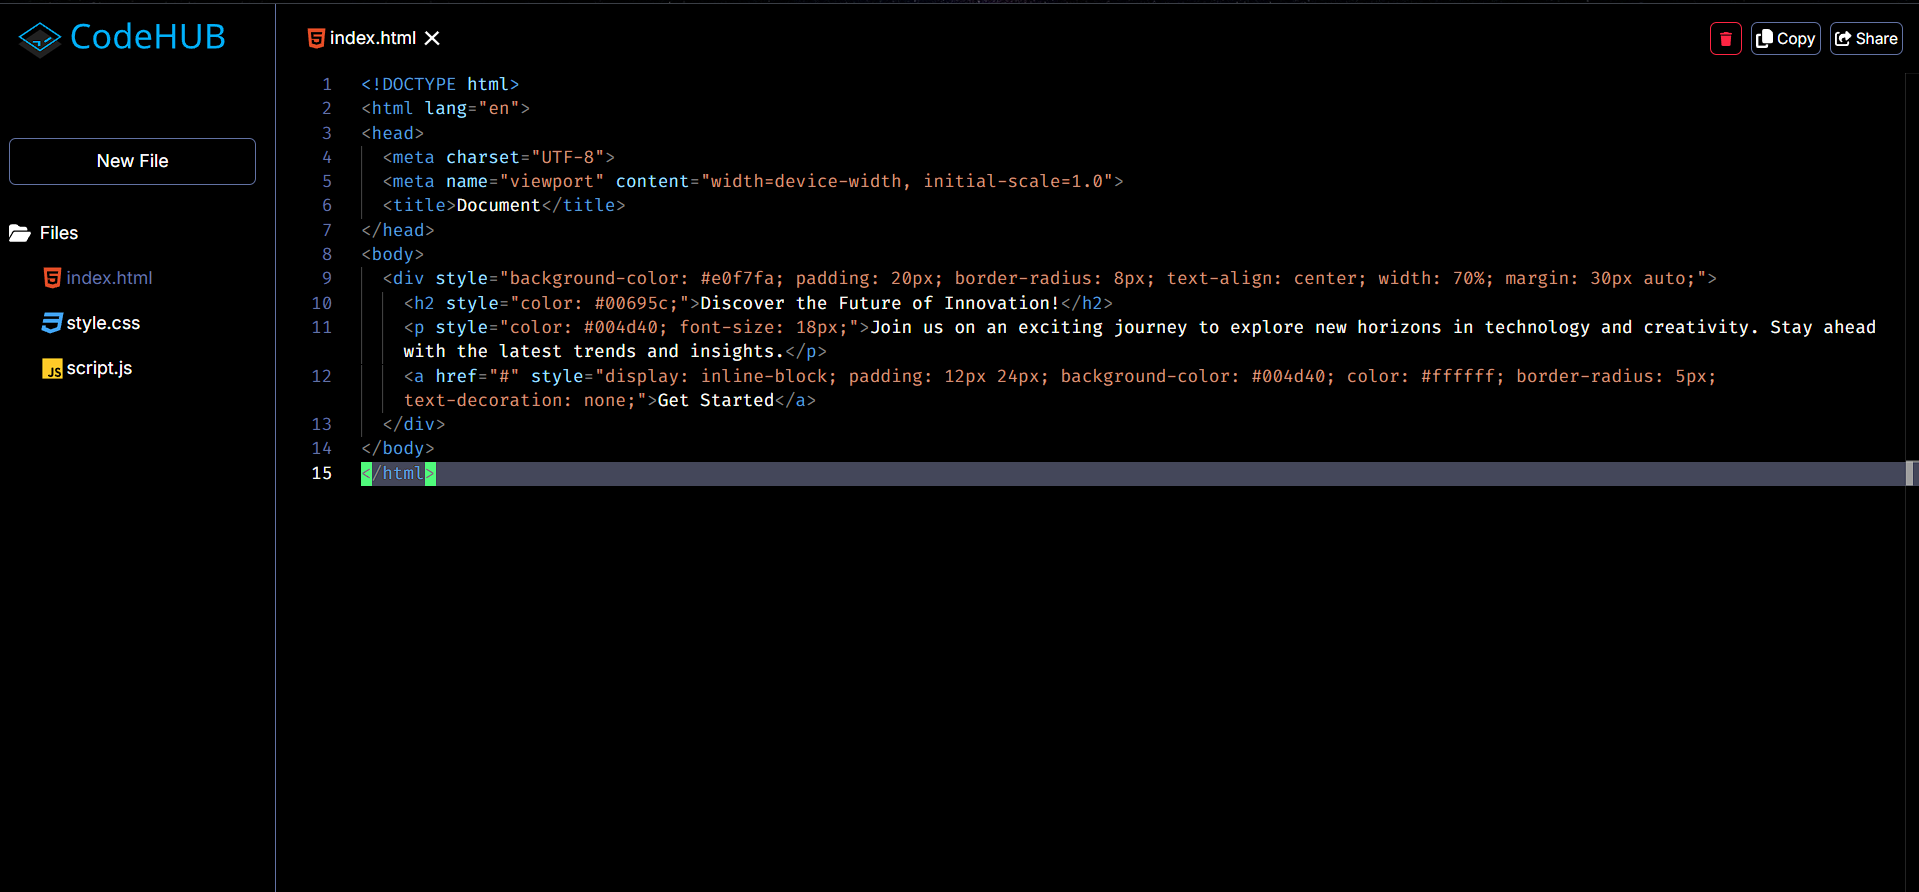 CodeHUB
New File
Files
index.html
style.css
script.js
index.html
Copy
Share
1 <!DOCTYPE html>
2 <html lang="en">
3 <head>
4 <meta charset="UTF-8">
5 <meta name="viewport" content="width=device-width, initial-scale=1.0">
6 <title>Document</title>
7 </head>
8 <body>
9 <div style="background-color: #e0f7fa; padding: 20px; border-radius: 8px; text-align: center; width: 70%; margin: 30px auto;">
10 <h2 style="color: #00695c;">Discover the Future of Innovation!</h2>
11 <p style="color: #004d40; font-size: 18px;">Join us on an exciting journey to explore new horizons in technology and creativity. Stay ahead
with the latest trends and insights.</p>
12 <a href="#" style="display: inline-block; padding: 12px 24px; background-color: #004d40; color: #ffffff; border-radius: 5px;
text-decoration: none;">Get Started</a>
13 </div>
14 </body>
15 </html>